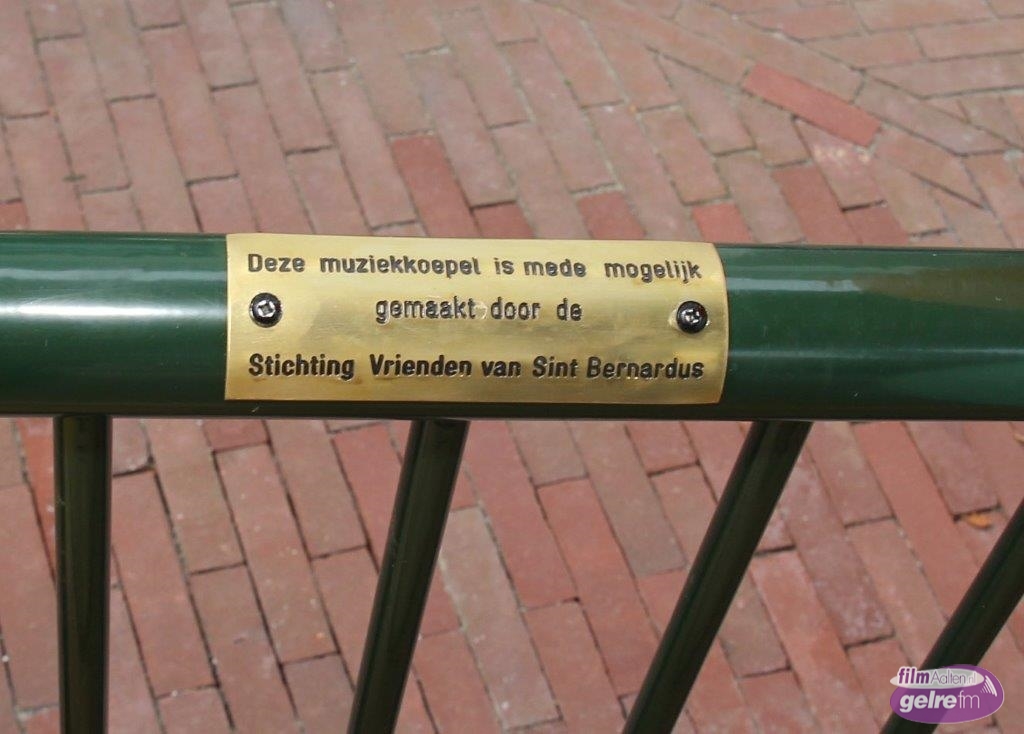 Deze muziekkoepel is mede mogelijk
gemaakt door de
Stichting Vrienden van Sint Bernardus
filmAalten.nl
gelrefm